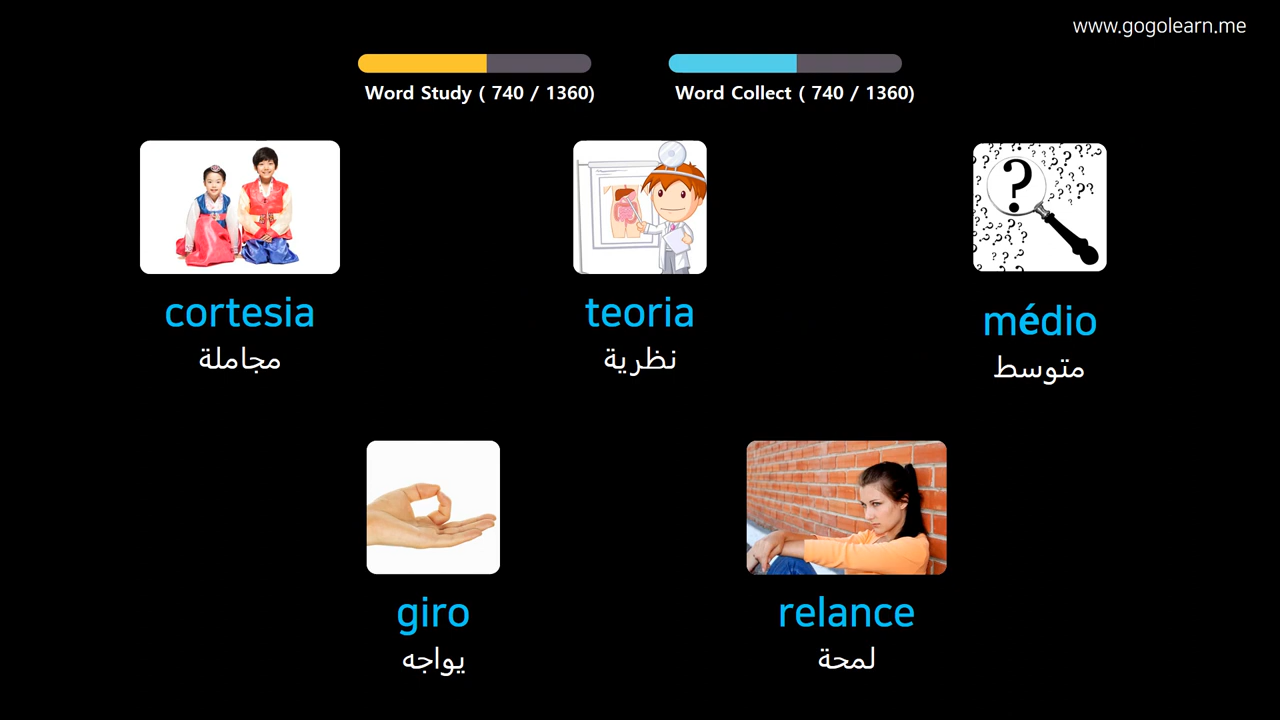 www.gogolearn.me
Word Study ( 740 / 1360)
Word Collect ( 740 / 1360)
cortesia
مجاملة
teoria
نظرية
médio
متوسط
giro
يواجه
relance
لمحة